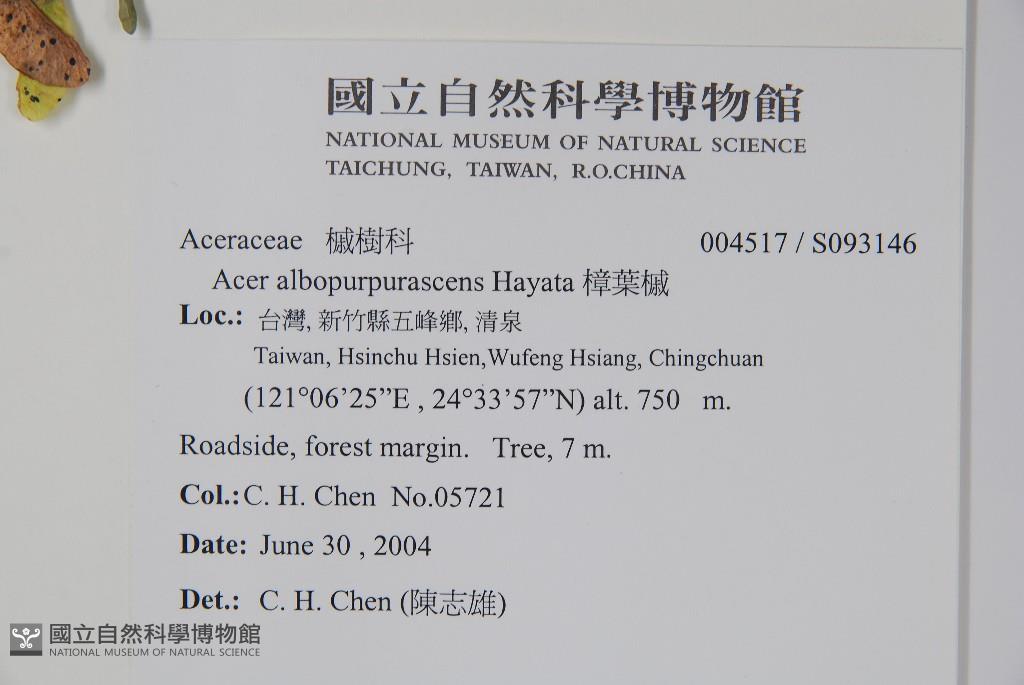 國立自然科學博物館
NATIONAL MUSEUM OF NATURAL SCIENCE
TAICHUNG, TAIWAN, R.O.CHINA
Aceraceae 槭樹科 004517 / S093146
Acer albopurpurascens Hayata 樟葉槭
Loc.: 台灣, 新竹縣五峰鄉, 清泉
Taiwan, Hsinchu Hsien,Wufeng Hsiang, Chingchuan
(121°06’25”E , 24°33’57”N) alt. 750 m.
Roadside, forest margin. Tree, 7 m.
Col.:C. H. Chen No.05721
Date: June 30 , 2004
Det.: C. H. Chen (陳志雄)
國立自然科學博物館
NATIONAL MUSEUM OF NATURAL SCIENCE